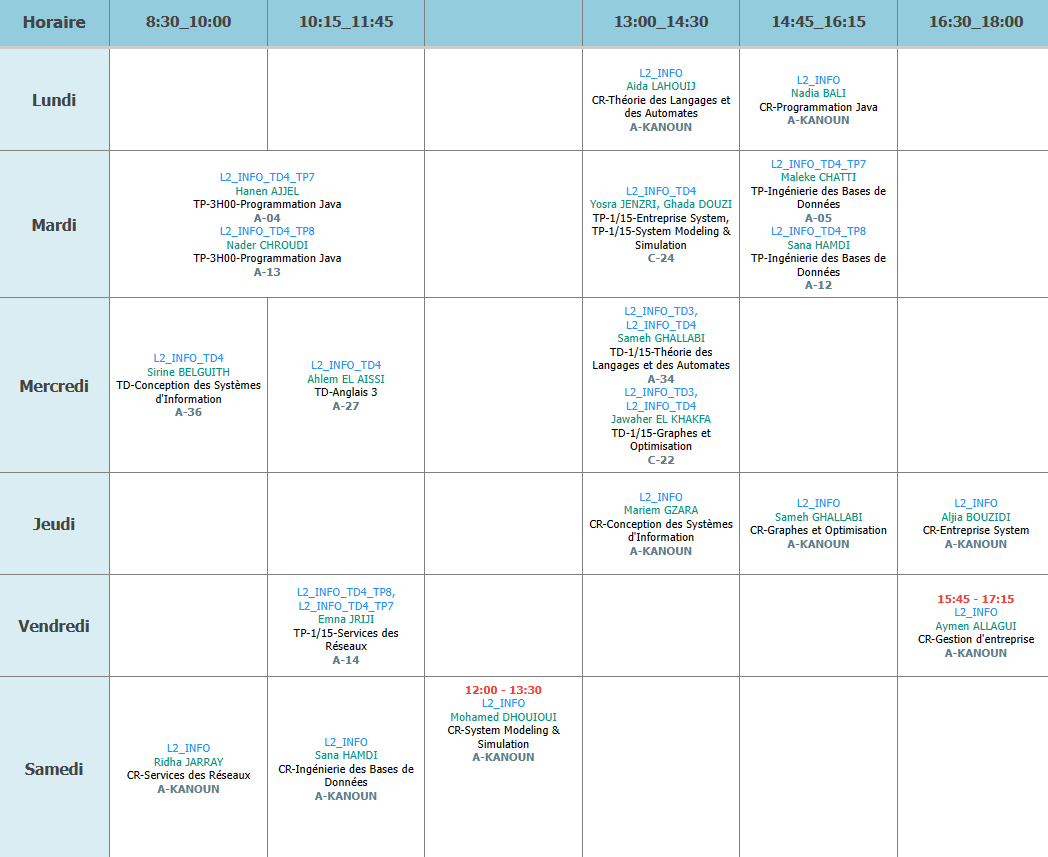 Horaire
8:30_10:00
10:15_11:45
13:00_14:30
14:45_16:15
16:30_18:00
Lundi
L2_INFO
Aida LAHOUIJ
CR-Théorie des Langages et
des Automates
A-KANOUN
L2_INFO
Nadia BALI
CR-Programmation Java
A-KANOUN
Mardi
L2_INFO_TD4_TP7
Hanen AJJEL
TP-3H00-Programmation Java
A-04
L2_INFO_TD4_TP8
Nader CHROUDI
TP-3H00-Programmation Java
A-13
L2_INFO_TD4
Yosra JENZRI, Ghada DOUZI
TP-1/15-Entreprise System,
TP-1/15-System Modeling &
Simulation
C-24
L2_INFO_TD4_TP7
Maleke CHATTI
TP-Ingénierie des Bases de
Données
A-05
L2_INFO_TD4_TP8
Sana HAMDI
TP-Ingénierie des Bases de
Données
A-12
Mercredi
L2_INFO_TD4
Sirine BELGUITH
TD-Conception des Systèmes
d'Information
A-36
L2_INFO_TD4
Ahlem EL AISSI
TD-Anglais 3
A-27
L2_INFO_TD3,
L2_INFO_TD4
Sameh GHALLABI
TD-1/15-Théorie des
Langages et des Automates
A-34
L2_INFO_TD3,
L2_INFO_TD4
Jawaher EL KHAKFA
TD-1/15-Graphes et
Optimisation
C-22
Jeudi
L2_INFO
Mariem GZARA
CR-Conception des Systèmes
d'Information
A-KANOUN
L2_INFO
Sameh GHALLABI
CR-Graphes et Optimisation
A-KANOUN
L2_INFO
Aljia BOUZIDI
CR-Entreprise System
A-KANOUN
Vendredi
L2_INFO_TD4_TP8,
L2_INFO_TD4_TP7
Emna JRIJI
TP-1/15-Services des
Réseaux
A-14
15:45 - 17:15
L2_INFO
Aymen ALLAGUI
CR-Gestion d'entreprise
A-KANOUN
Samedi
L2_INFO
Ridha JARRAY
CR-Services des Réseaux
A-KANOUN
L2_INFO
Sana HAMDI
CR-Ingénierie des Bases de
Données
A-KANOUN
12:00 - 13:30
L2_INFO
Mohamed DHOUIOUI
CR-System Modeling &
Simulation
A-KANOUN